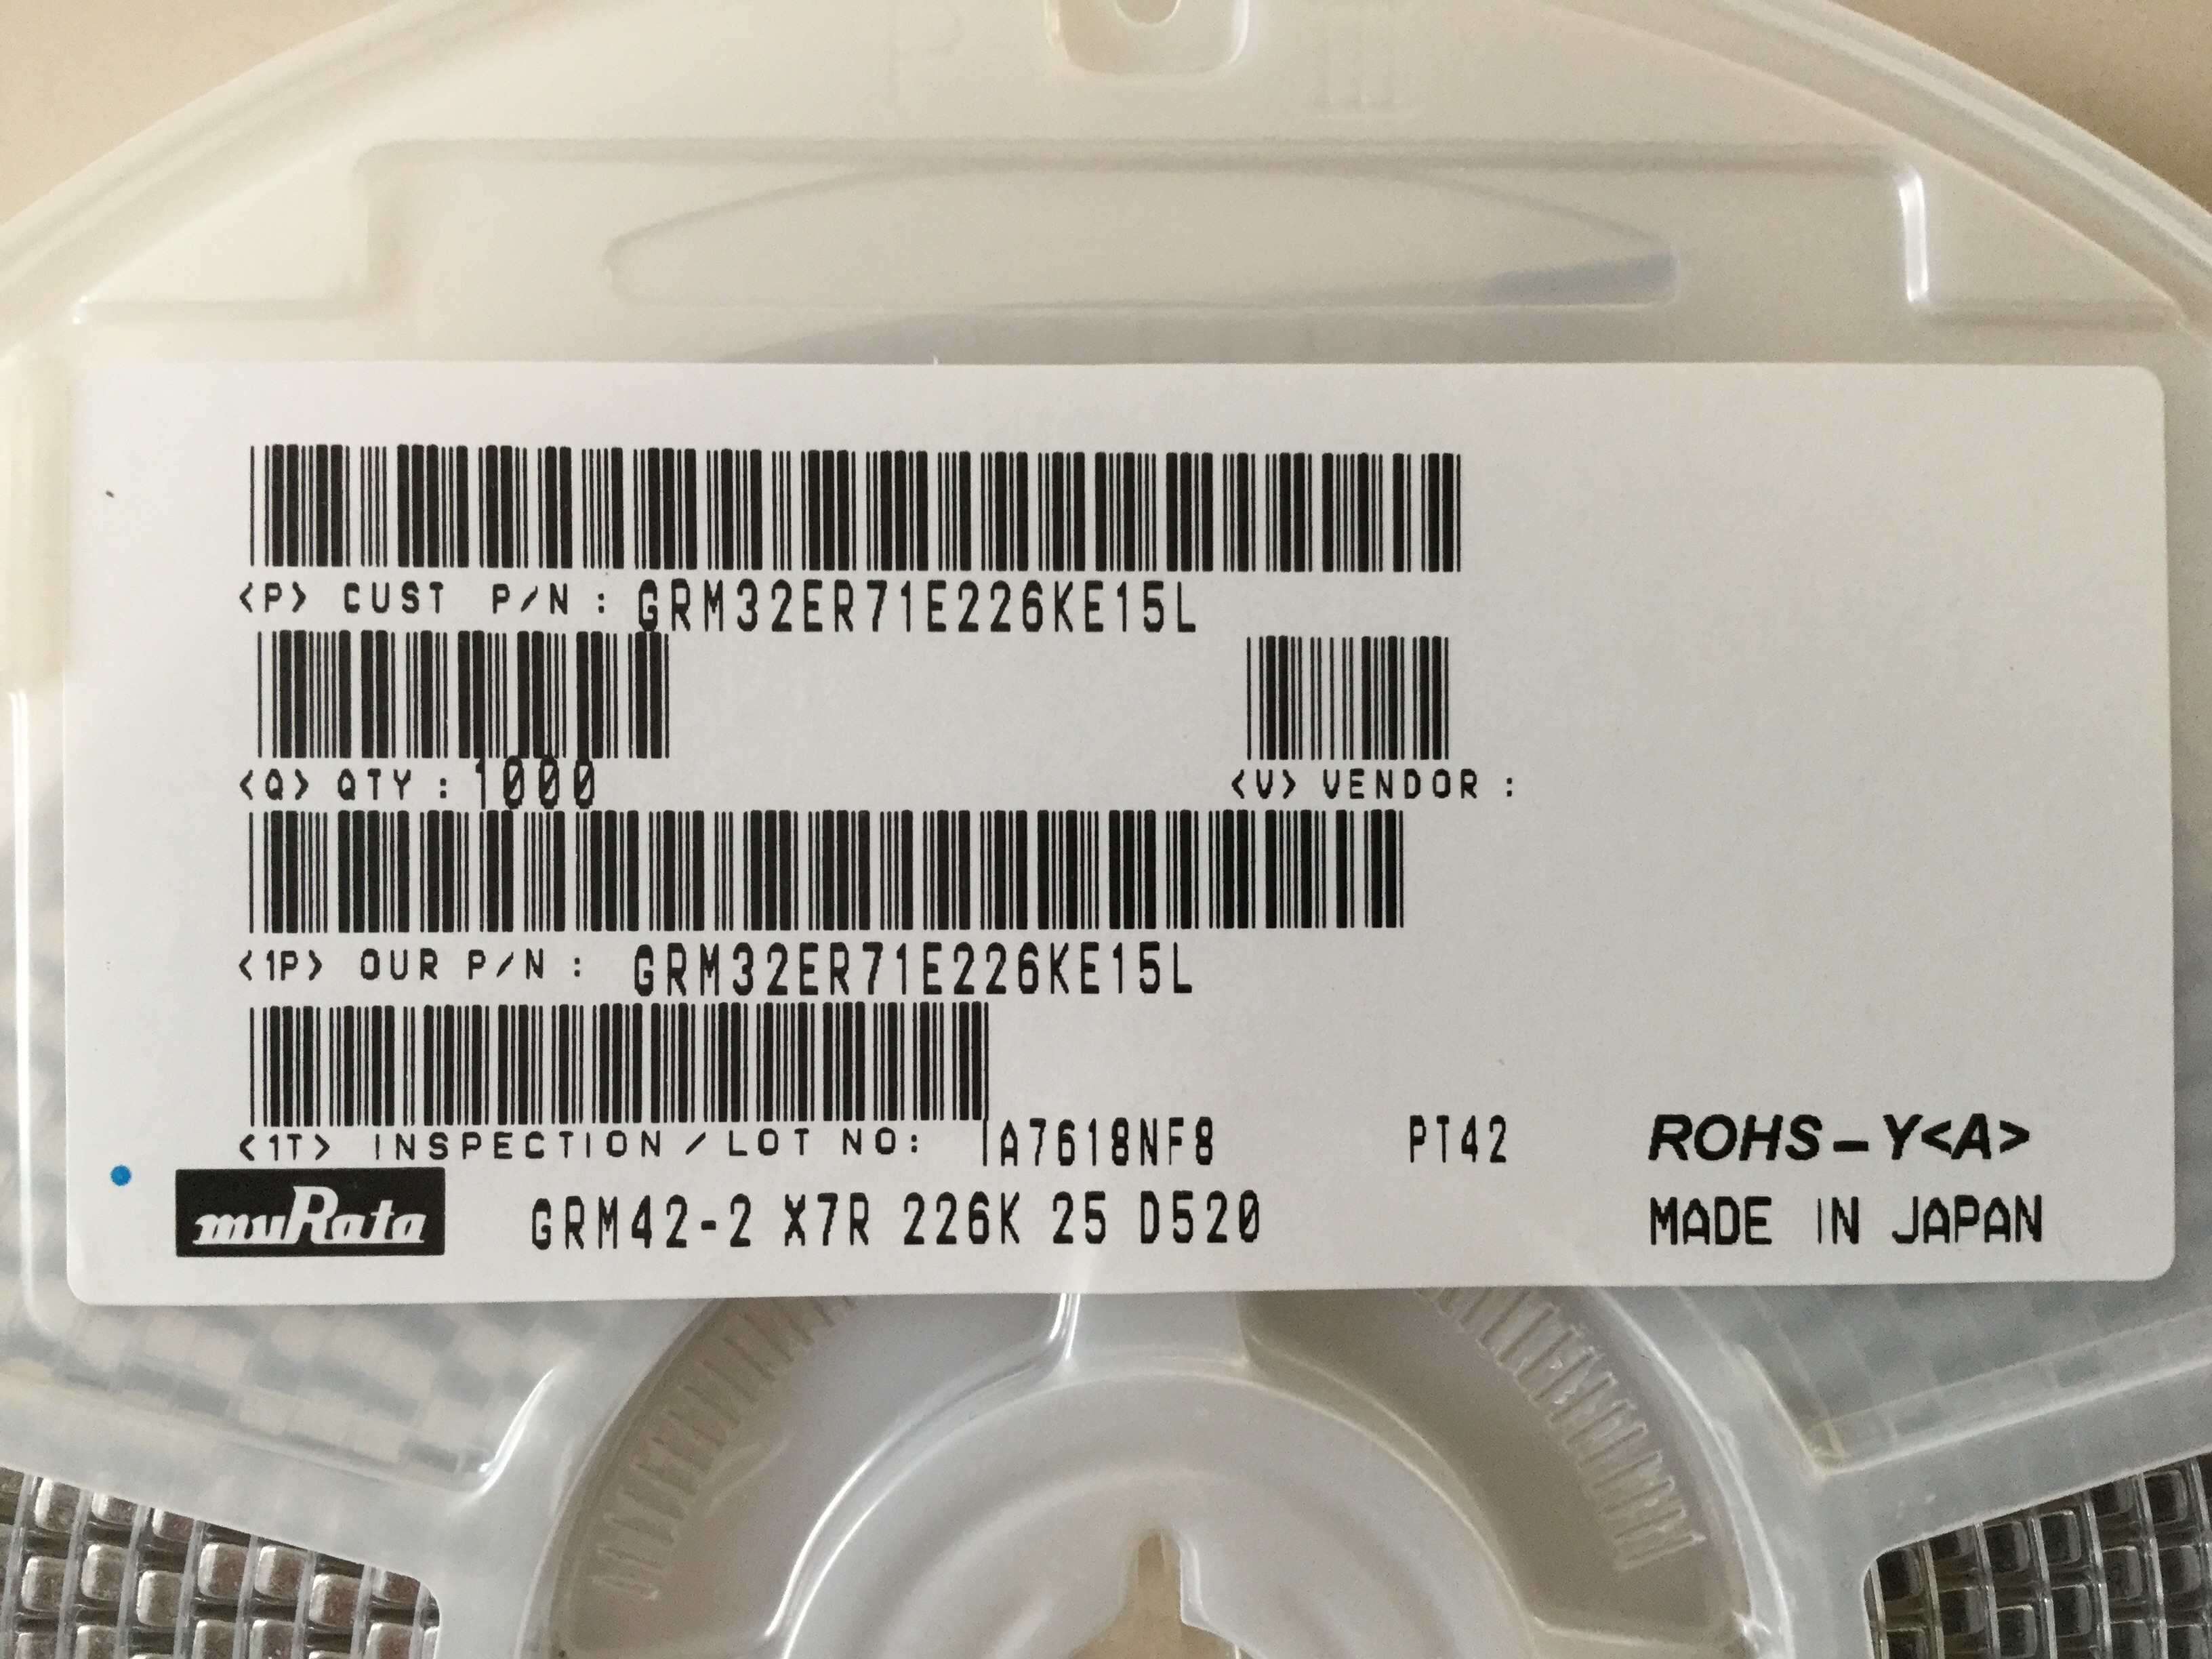 <P> CUST P/N : GRM32ER71E226KE15L
<Q> QTY : 1000 <V> VENDOR :
<1P> OUR P/N : GRM32ER71E226KE15L
<1T> INSPECTION / LOT NO: IA7618NF8 PT42 ROHS-Y<A>
muRata GRM42-2 X7R 226K 25 D520 MADE IN JAPAN